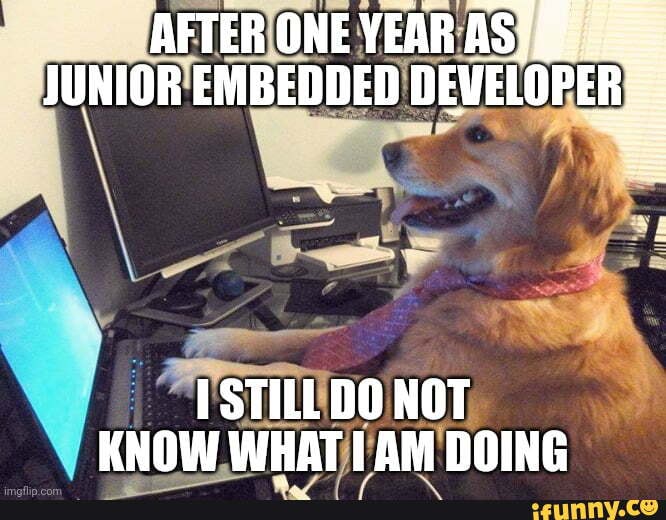 AFTER ONE YEAR AS
JUNIOR EMBEDDED DEVELOPER
I STILL DO NOT
KNOW WHAT I AM DOING
imgflip.com
ifunny.co